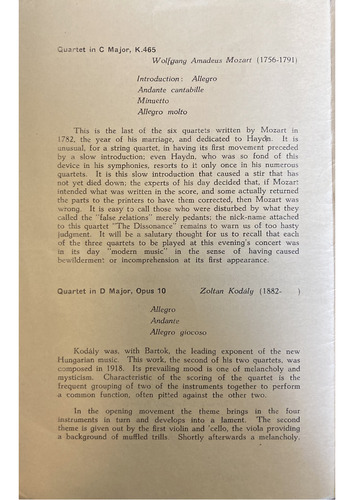 Quartet in C Major, K.465
Wolfgang Amadeus Mozart (1756-1791)
Introduction: Allegro
Andante cantabille
Minuetto
Allegro molto
This is the last of the six quartets written by Mozart in
1782, the year of his marriage, and dedicated to Haydn. It is
unusual, for a string quartet, in having its first movement preceded
by a slow introduction; even Haydn, who was so fond of this
device in his symphonies, resorts to it only once in his numerous
quartets. It is this slow introduction that caused a stir that has
not yet died down; the experts of his day decided that, if Mozart
intended what was written in the score, and some actually returned
the parts to the printers to have them corrected, then Mozart was
wrong. It is easy to call those who were disturbed by what they
called the "false relations" merely pedants; the nick-name attached
to this quartet "The Dissonance" remains to warn us of too hasty
judgment. It will be a salutary thought for us to recall that each
of the three quartets to be played at this evening's concert was
in its day "modern music" in the sense of having caused
bewilderment or incomprehension at its first appearance.
Quartet in D Major, Opus 10 Zoltan Kodály (1882- )
Allegro
Andante
Allegro giocoso
Kodály was, with Bartok, the leading exponent of the new
Hungarian music. This work, the second of his two quartets, was
composed in 1918. Its prevailing mood is one of melancholy and
mysticism. Characteristic of the scoring of the quartet is the
frequent grouping of two of the instruments together to perform
a common function, often pitted against the other two.
In the opening movement the theme brings in the four
instruments in turn and develops into a lament. The second
theme is given out by the first violin and 'cello, the viola providing
a background of muffled trills. Shortly afterwards a melancholy.